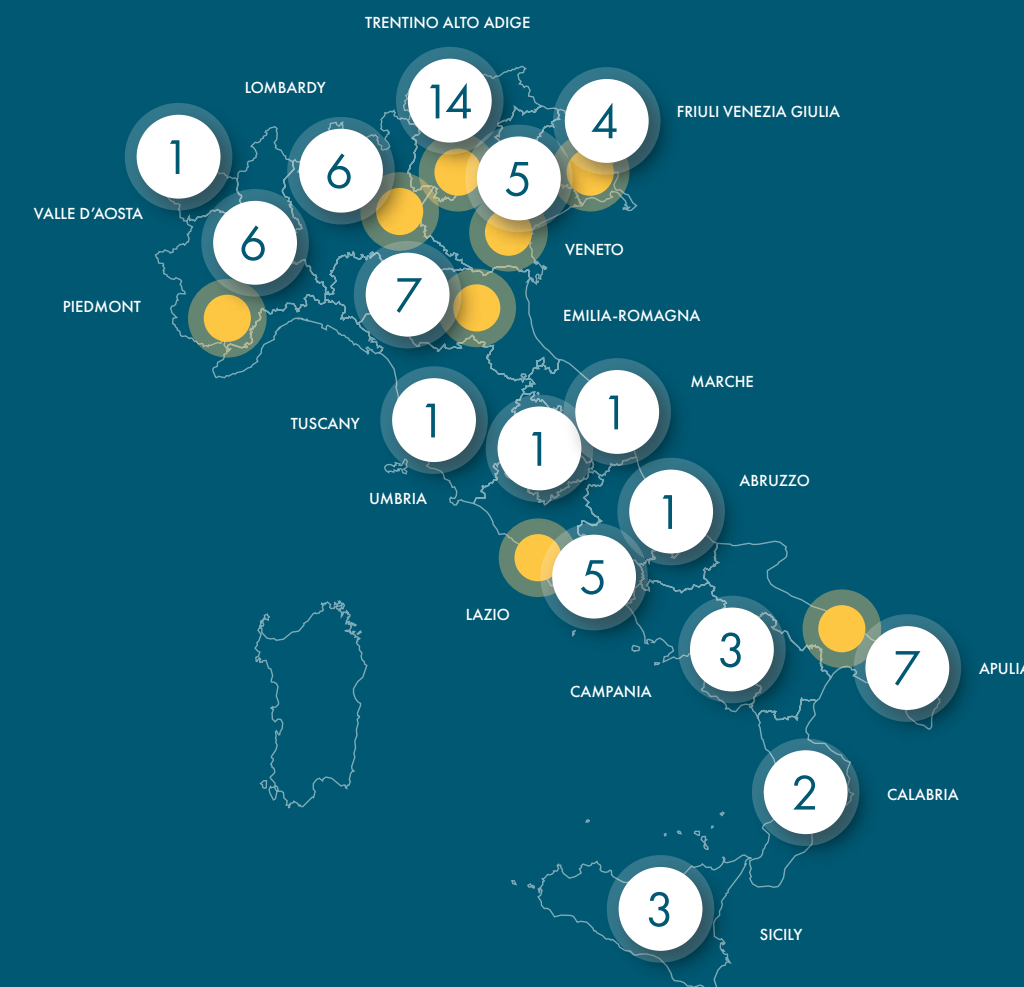 TRENTINO ALTO ADIGE
LOMBARDY
14
4
FRIULI VENEZIA GIULIA
1
6
5
VALLE D’AOSTA
6
VENETO
PIEDMONT
7
EMILIA-ROMAGNA
MARCHE
TUSCANY
1
1
1
UMBRIA
ABRUZZO
1
5
LAZIO
3
CAMPANIA
7
APULIA
2
CALABRIA
3
SICILY